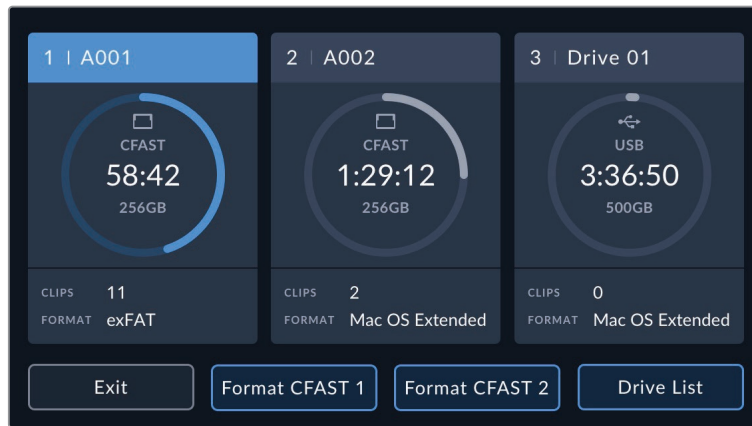 1 | A001
CFAST
58:42
256GB
CLIPS 11
FORMAT exFAT
2 | A002
CFAST
1:29:12
256GB
CLIPS 2
FORMAT Mac OS Extended
3 | Drive 01
USB
3:36:50
500GB
CLIPS 0
FORMAT Mac OS Extended
Exit
Format CFAST 1
Format CFAST 2
Drive List